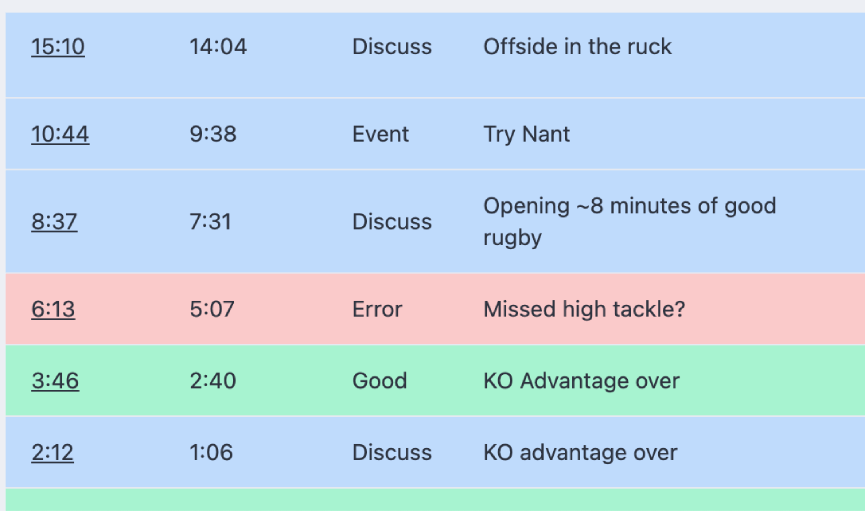 15:10 14:04 Discuss Offside in the ruck
10:44 9:38 Event Try Nant
8:37 7:31 Discuss Opening ~8 minutes of good
rugby
6:13 5:07 Error Missed high tackle?
3:46 2:40 Good KO Advantage over
2:12 1:06 Discuss KO advantage over